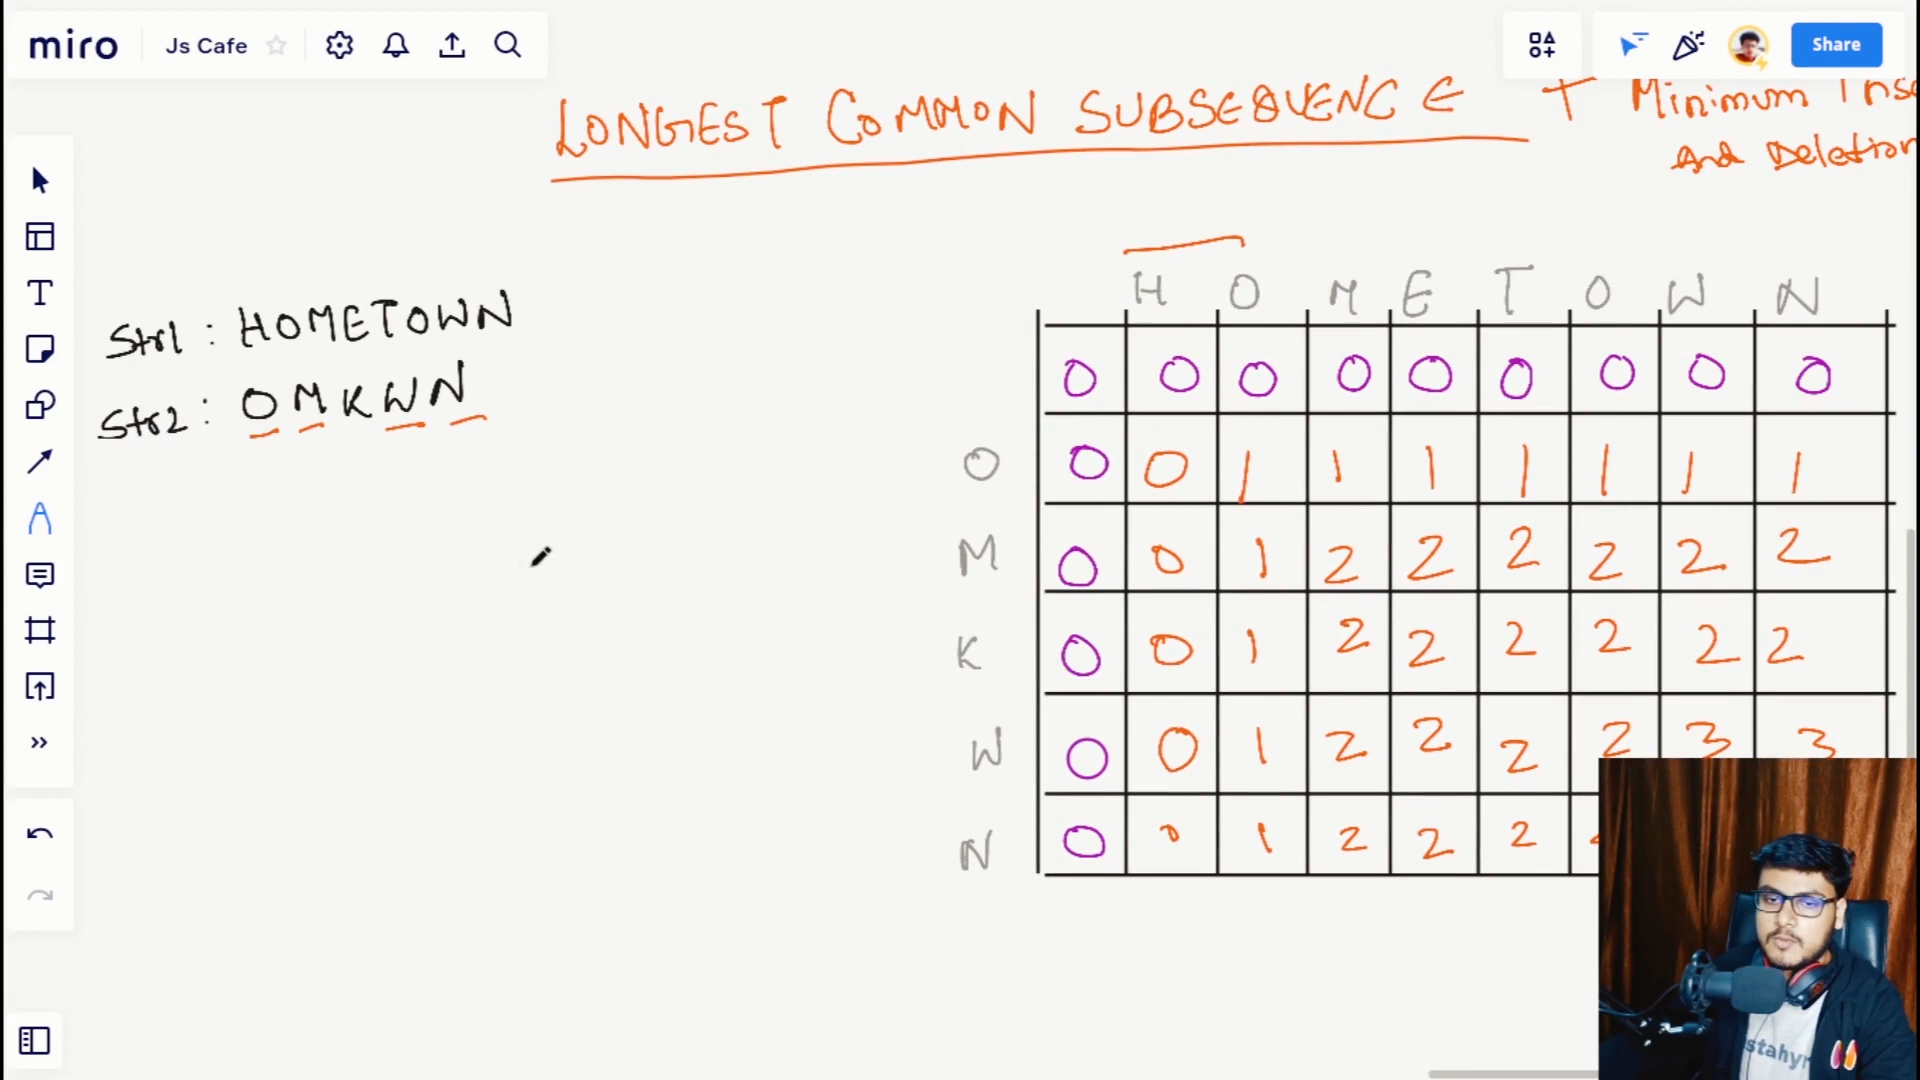 miro Js Cafe Share
LONGEST COMMON SUBSEQUENCE + Minimum Inse
And Deletion
H O M E T O W N
Str1 : HOMETOWN
Str2 : OMKWN
0 0 0 0 0 0 0 0 0
O 0 0 1 1 1 1 1 1 1
M 0 0 1 2 2 2 2 2 2
K 0 0 1 2 2 2 2 2 2
W 0 0 1 2 2 2 2 3 3
N 0 0 1 2 2 2
stahyr